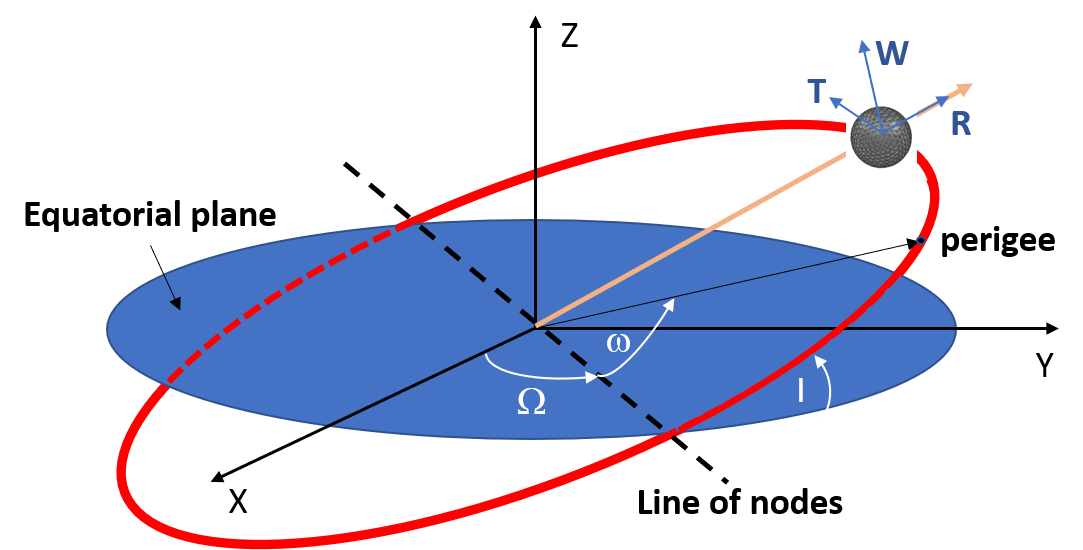 Z
W
T
R
Equatorial plane
perigee
ω
Y
I
Ω
X
Line of nodes